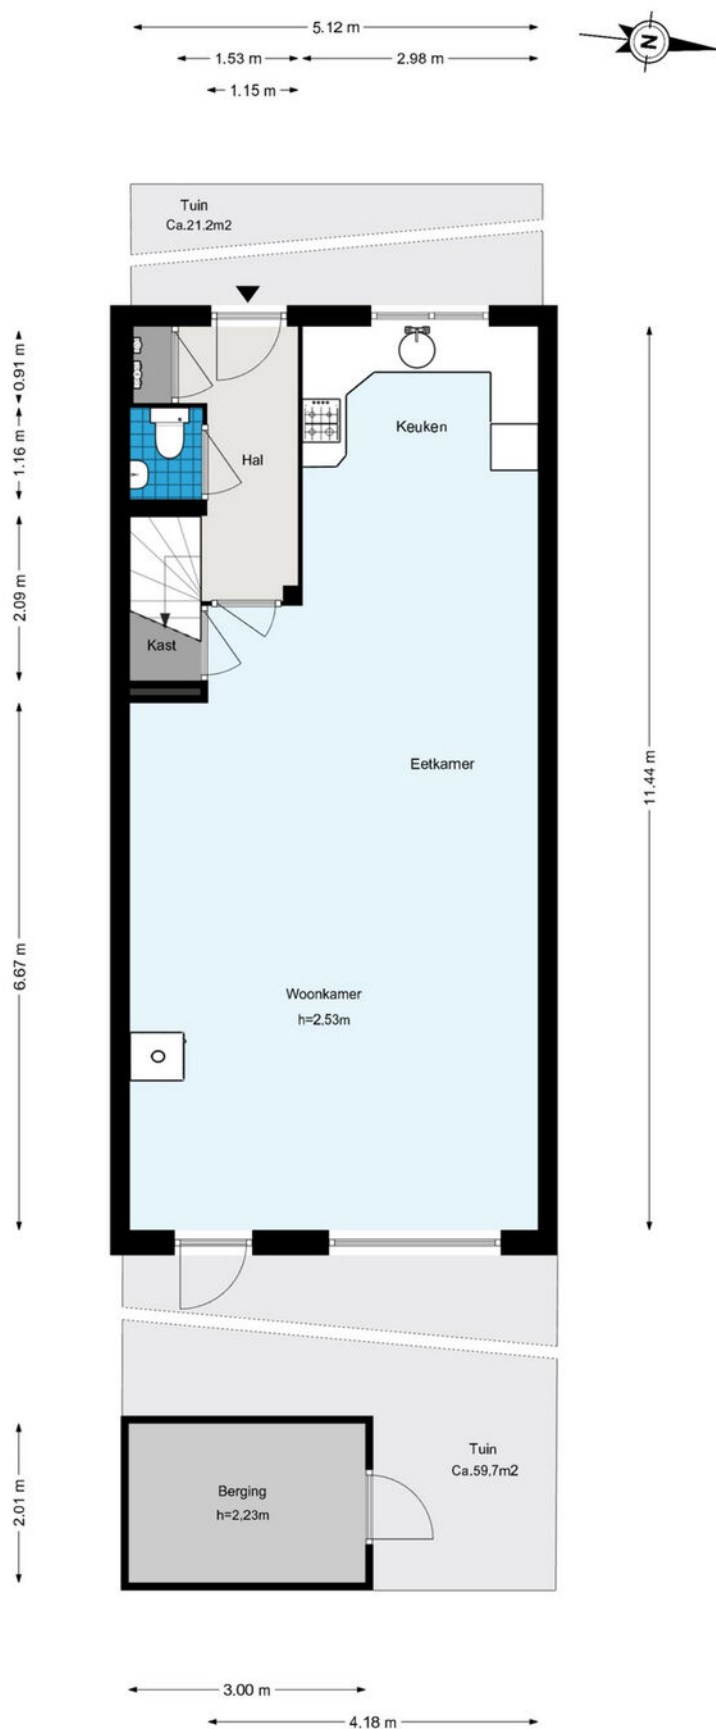 5.12 m
1.53 m
2.98 m
1.15 m
N
Tuin
Ca.21.2m2
0.91 m
1.16 m
2.09 m
6.67 m
2.01 m
11.44 m
Keuken
Hal
Kast
Eetkamer
Woonkamer
h=2,53m
Tuin
Ca.59,7m2
Berging
h=2,23m
3.00 m
4.18 m